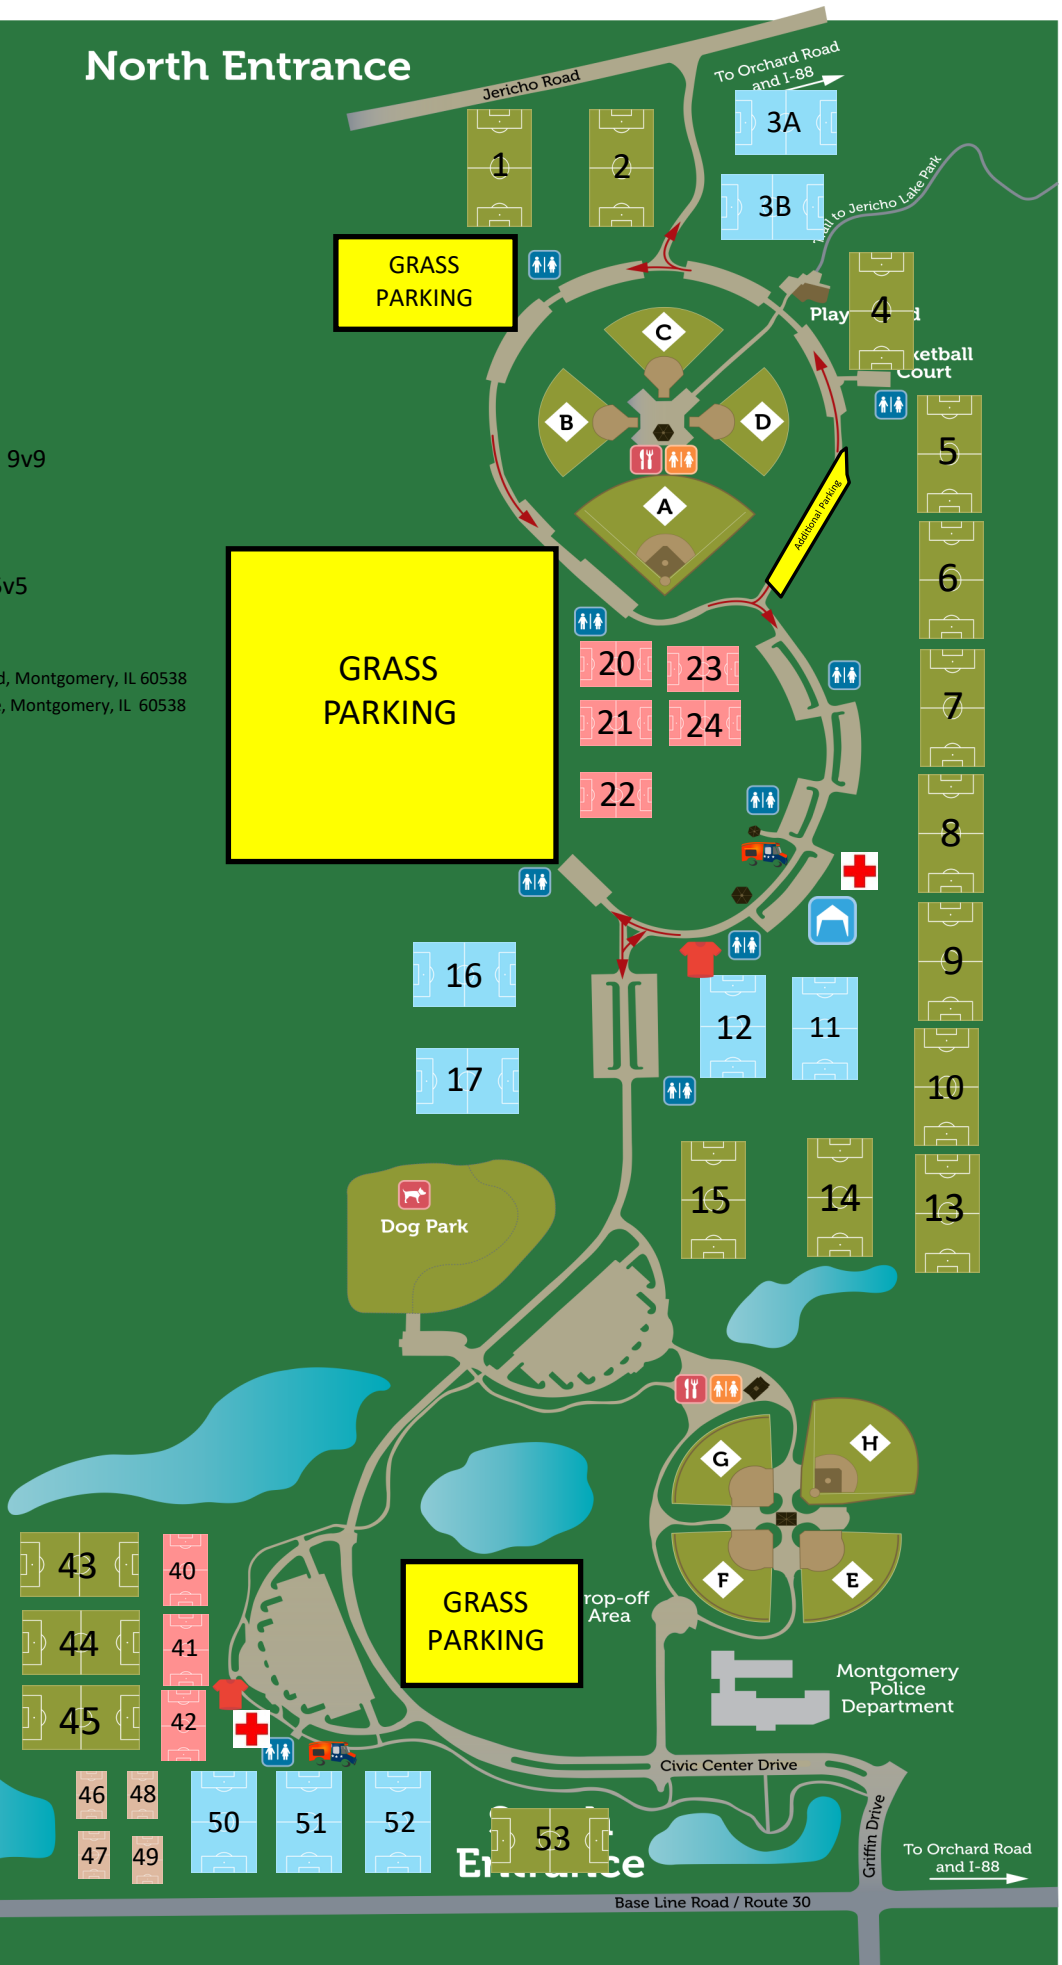 North Entrance
To Orchard Road
and I-88
Jericho Road
3A
1
2
3B
Trail to Jericho Lake Park
GRASS
PARKING
4
C
Court
B
D
5
9v9
A
Additional Parking
6
GRASS
PARKING
20
23
, Montgomery, IL 60538
, Montgomery, IL 60538
7
21
24
22
8
9
16
12
11
17
10
15
14
13
Dog Park
G
H
43
40
F
E
GRASS
PARKING
Area
44
41
Montgomery
Police
Department
45
42
Civic Center Drive
46
48
50
51
52
53
47
49
Griffin Drive
To Orchard Road
and I-88
Base Line Road / Route 30